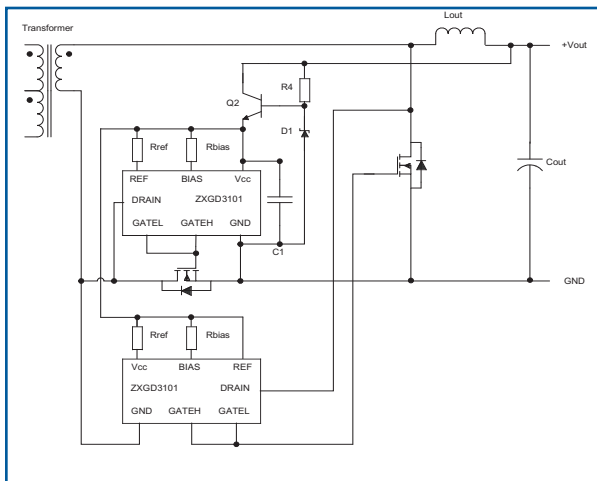 Transformer
Lout
+Vout
R4
Q2
D1
Rref
Rbias
Cout
REF BIAS Vcc
DRAIN ZXGD3101
GATEL GATEH GND
C1
GND
Rref
Rbias
Vcc BIAS REF
ZXGD3101 DRAIN
GND GATEH GATEL